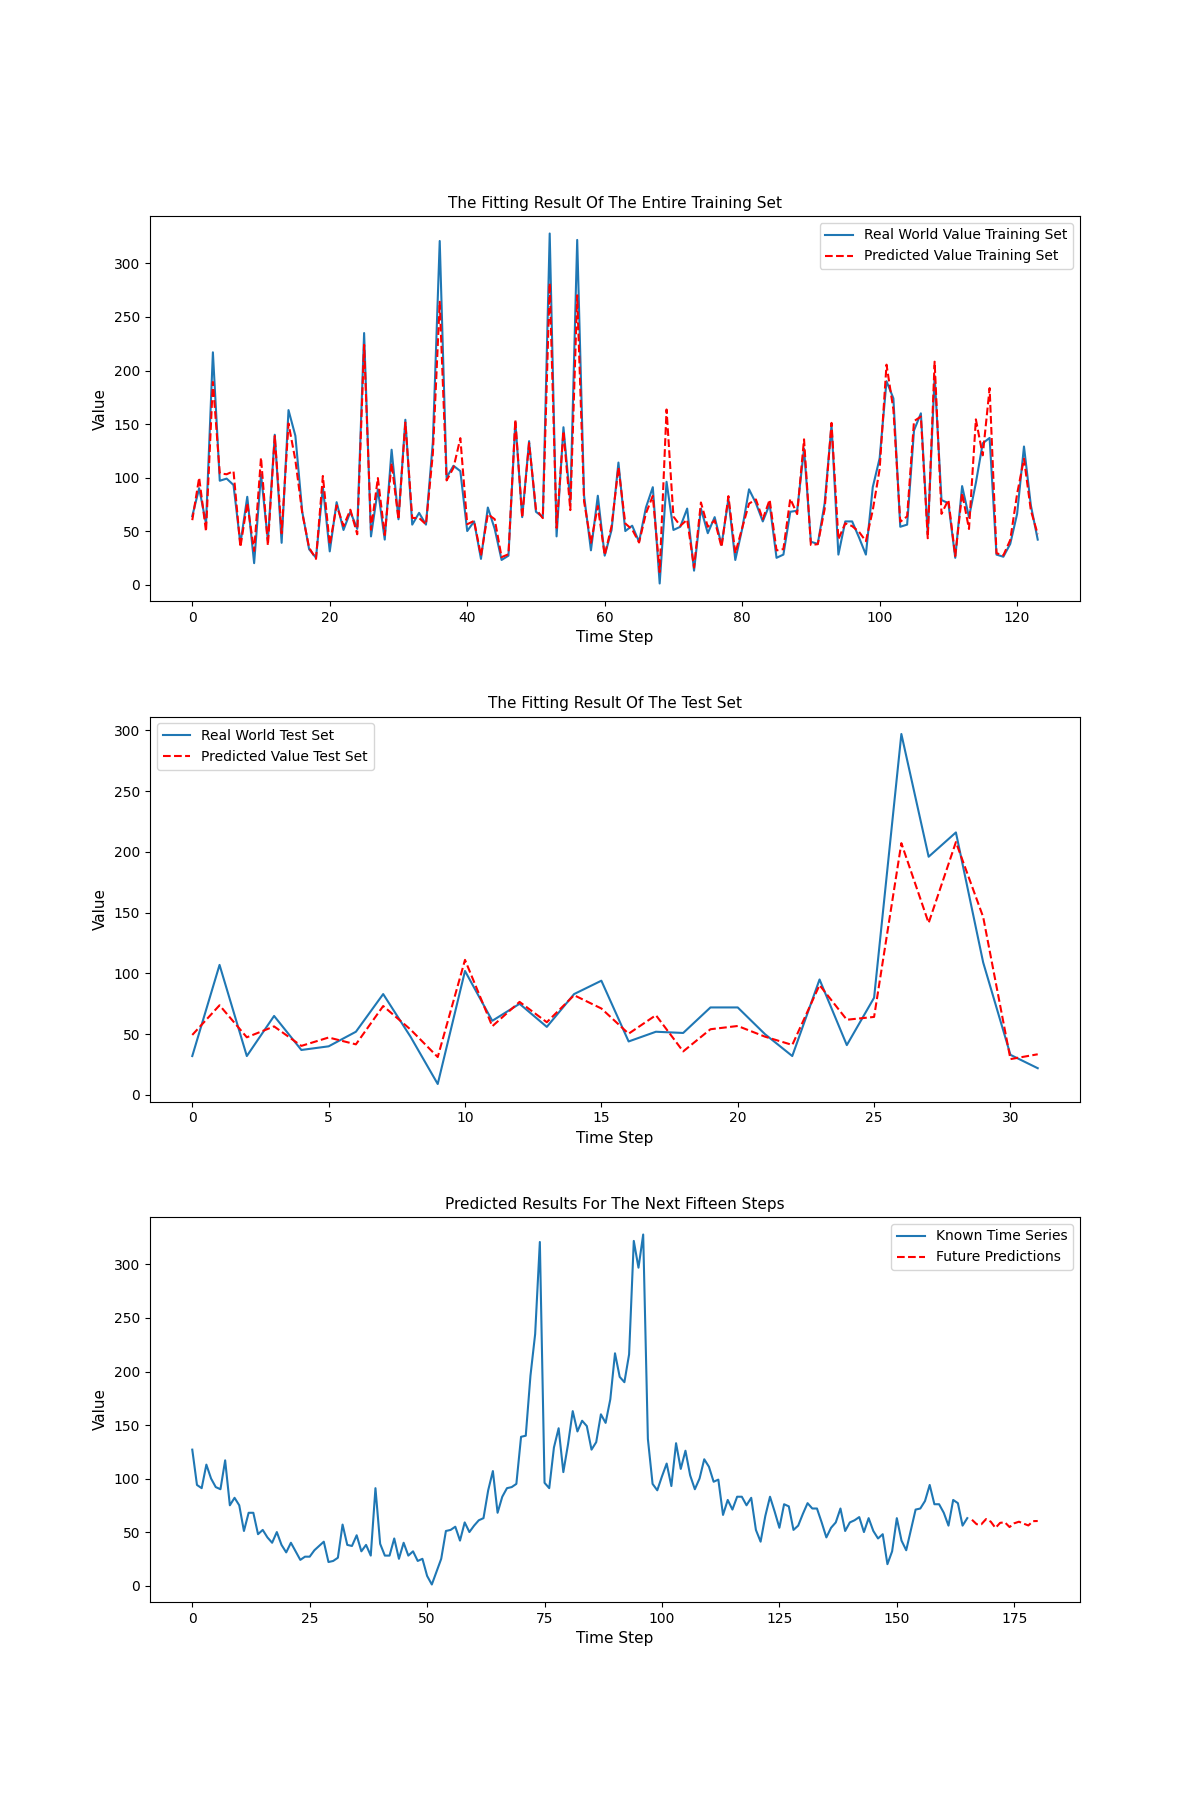 The Fitting Result Of The Entire Training Set
Real World Value Training Set
Predicted Value Training Set
Value
300
250
200
150
100
50
0
0 20 40 60 80 100 120
Time Step
The Fitting Result Of The Test Set
Real World Test Set
Predicted Value Test Set
Value
300
250
200
150
100
50
0
0 5 10 15 20 25 30
Time Step
Predicted Results For The Next Fifteen Steps
Known Time Series
Future Predictions
Value
300
250
200
150
100
50
0
0 25 50 75 100 125 150 175
Time Step